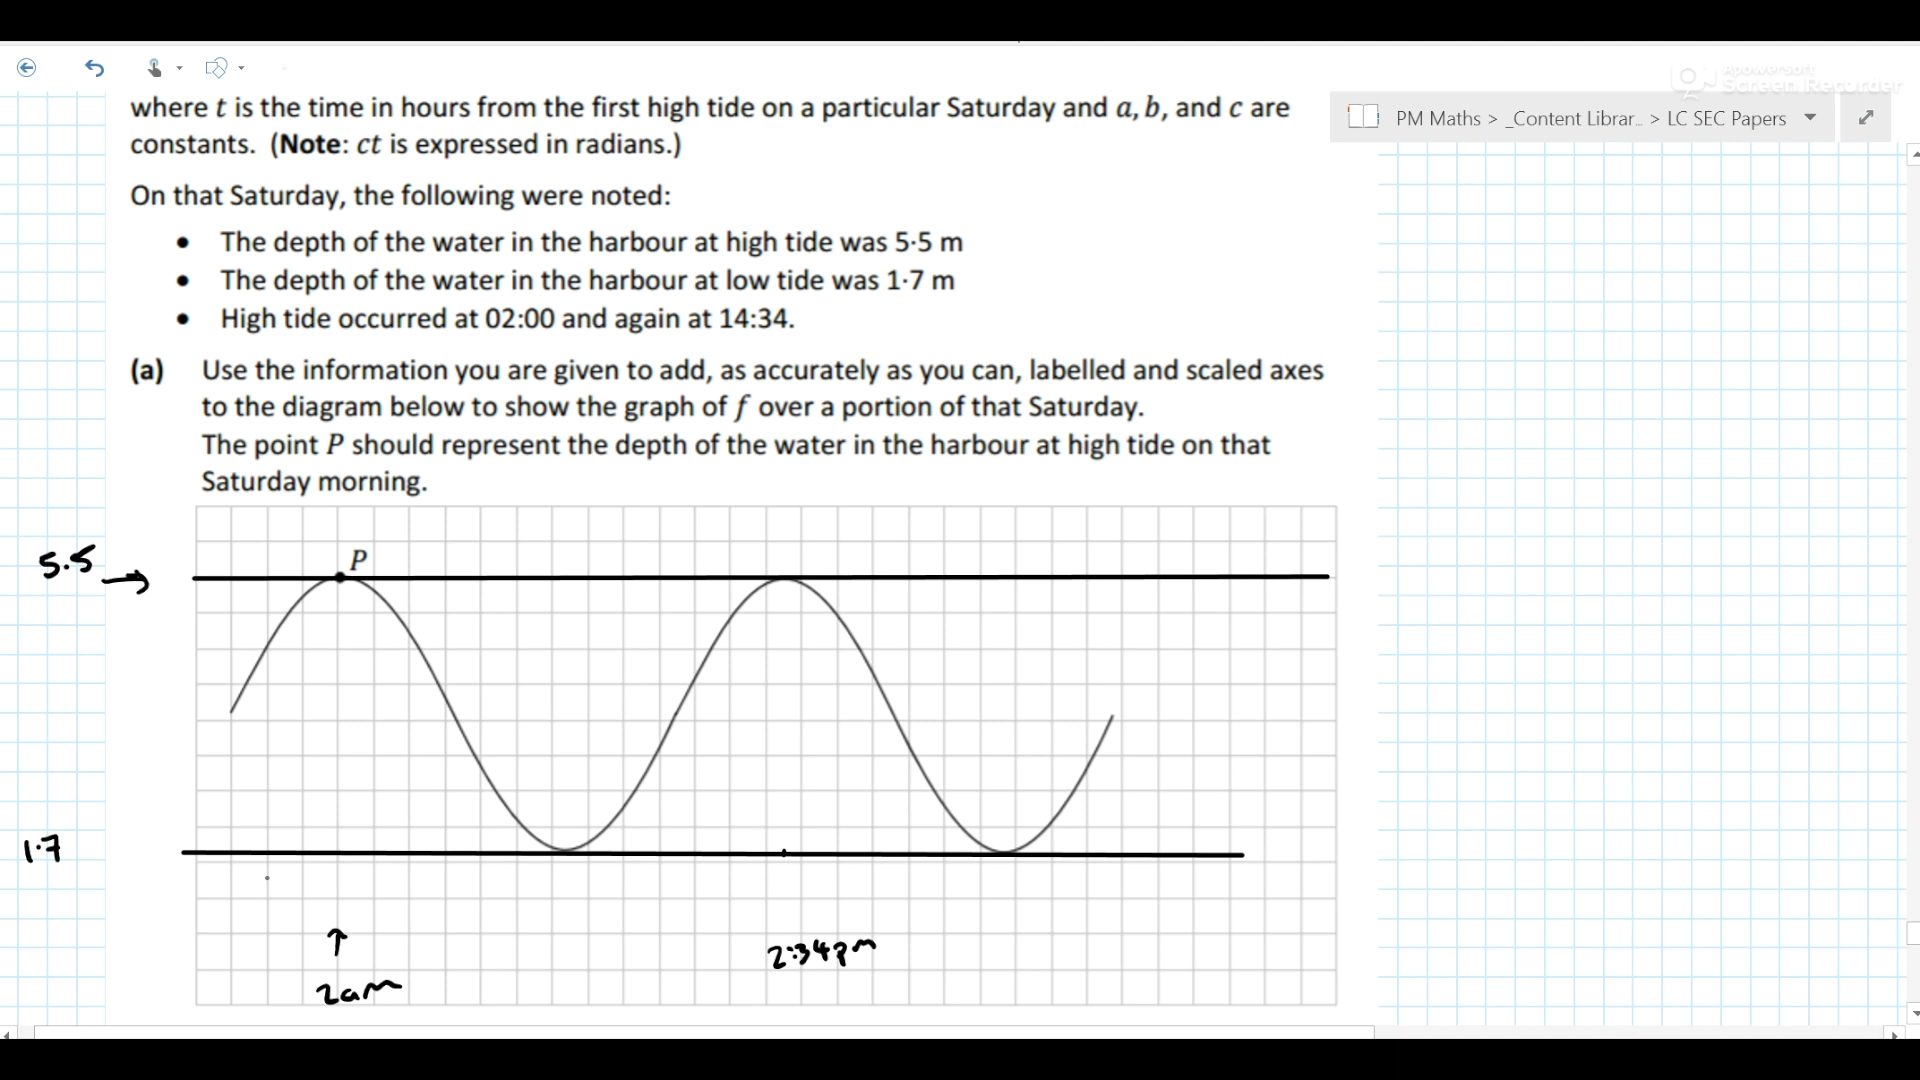 Apowersoft
Screen Recorder
PM Maths > _Content Librar... > LC SEC Papers
where t is the time in hours from the first high tide on a particular Saturday and a, b, and c are
constants. (Note: ct is expressed in radians.)
On that Saturday, the following were noted:
• The depth of the water in the harbour at high tide was 5·5 m
• The depth of the water in the harbour at low tide was 1·7 m
• High tide occurred at 02:00 and again at 14:34.
(a) Use the information you are given to add, as accurately as you can, labelled and scaled axes
to the diagram below to show the graph of f over a portion of that Saturday.
The point P should represent the depth of the water in the harbour at high tide on that
Saturday morning.
5.5
P
1.7
2am
2:34pm